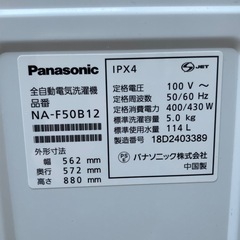 Panasonic
全自動電気洗濯機
品番
NA-F50B12
外形寸法
幅 562 mm
奥行 572 mm
高さ 880 mm
IPX4
JET
定格電圧 100 V ～
定格周波数 50/60 Hz
定格消費電力 400/430 W
標準洗濯容量 5.0 kg
標準水量 114 L
製造番号 18D2403389
パナソニック株式会社
中国製